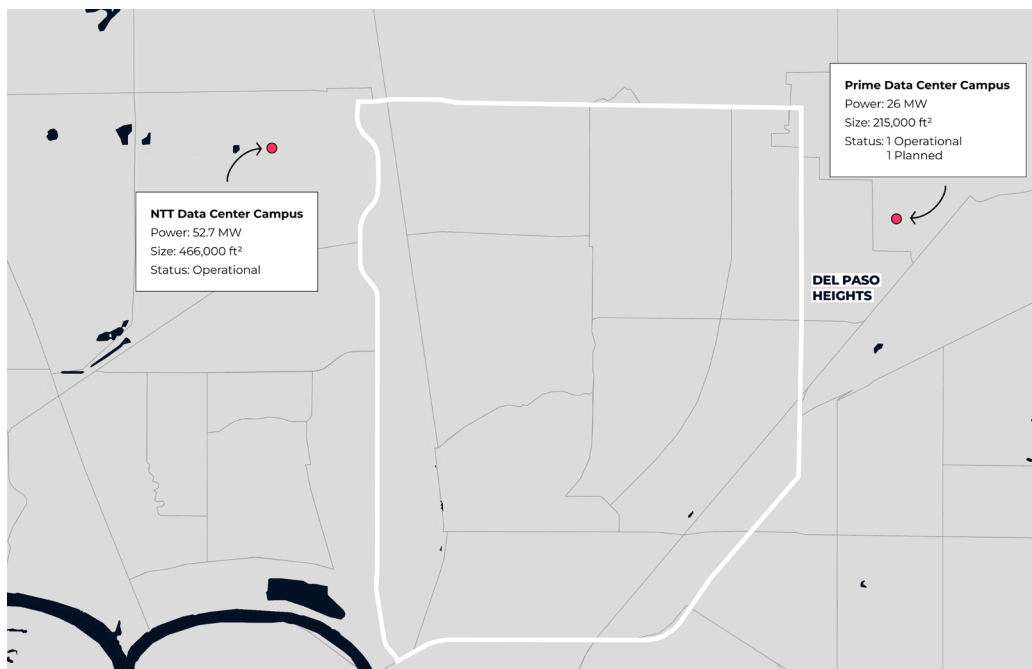 Prime Data Center Campus
Power: 26 MW
Size: 215,000 ft²
Status: 1 Operational
1 Planned
NTT Data Center Campus
Power: 52.7 MW
Size: 466,000 ft²
Status: Operational
DEL PASO
HEIGHTS